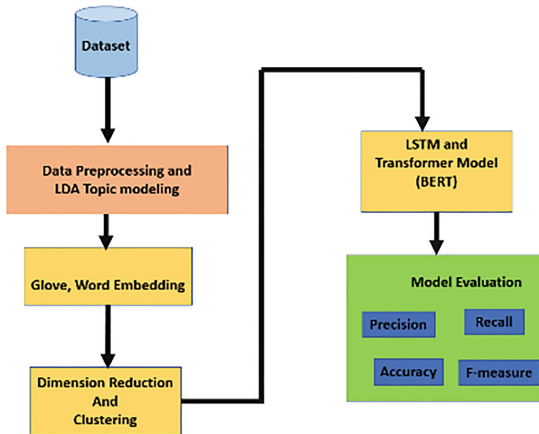 Dataset
Data Preprocessing and
LDA Topic modeling
Glove, Word Embedding
Dimension Reduction
And
Clustering
LSTM and
Transformer Model
(BERT)
Model Evaluation
Precision
Recall
Accuracy
F-measure